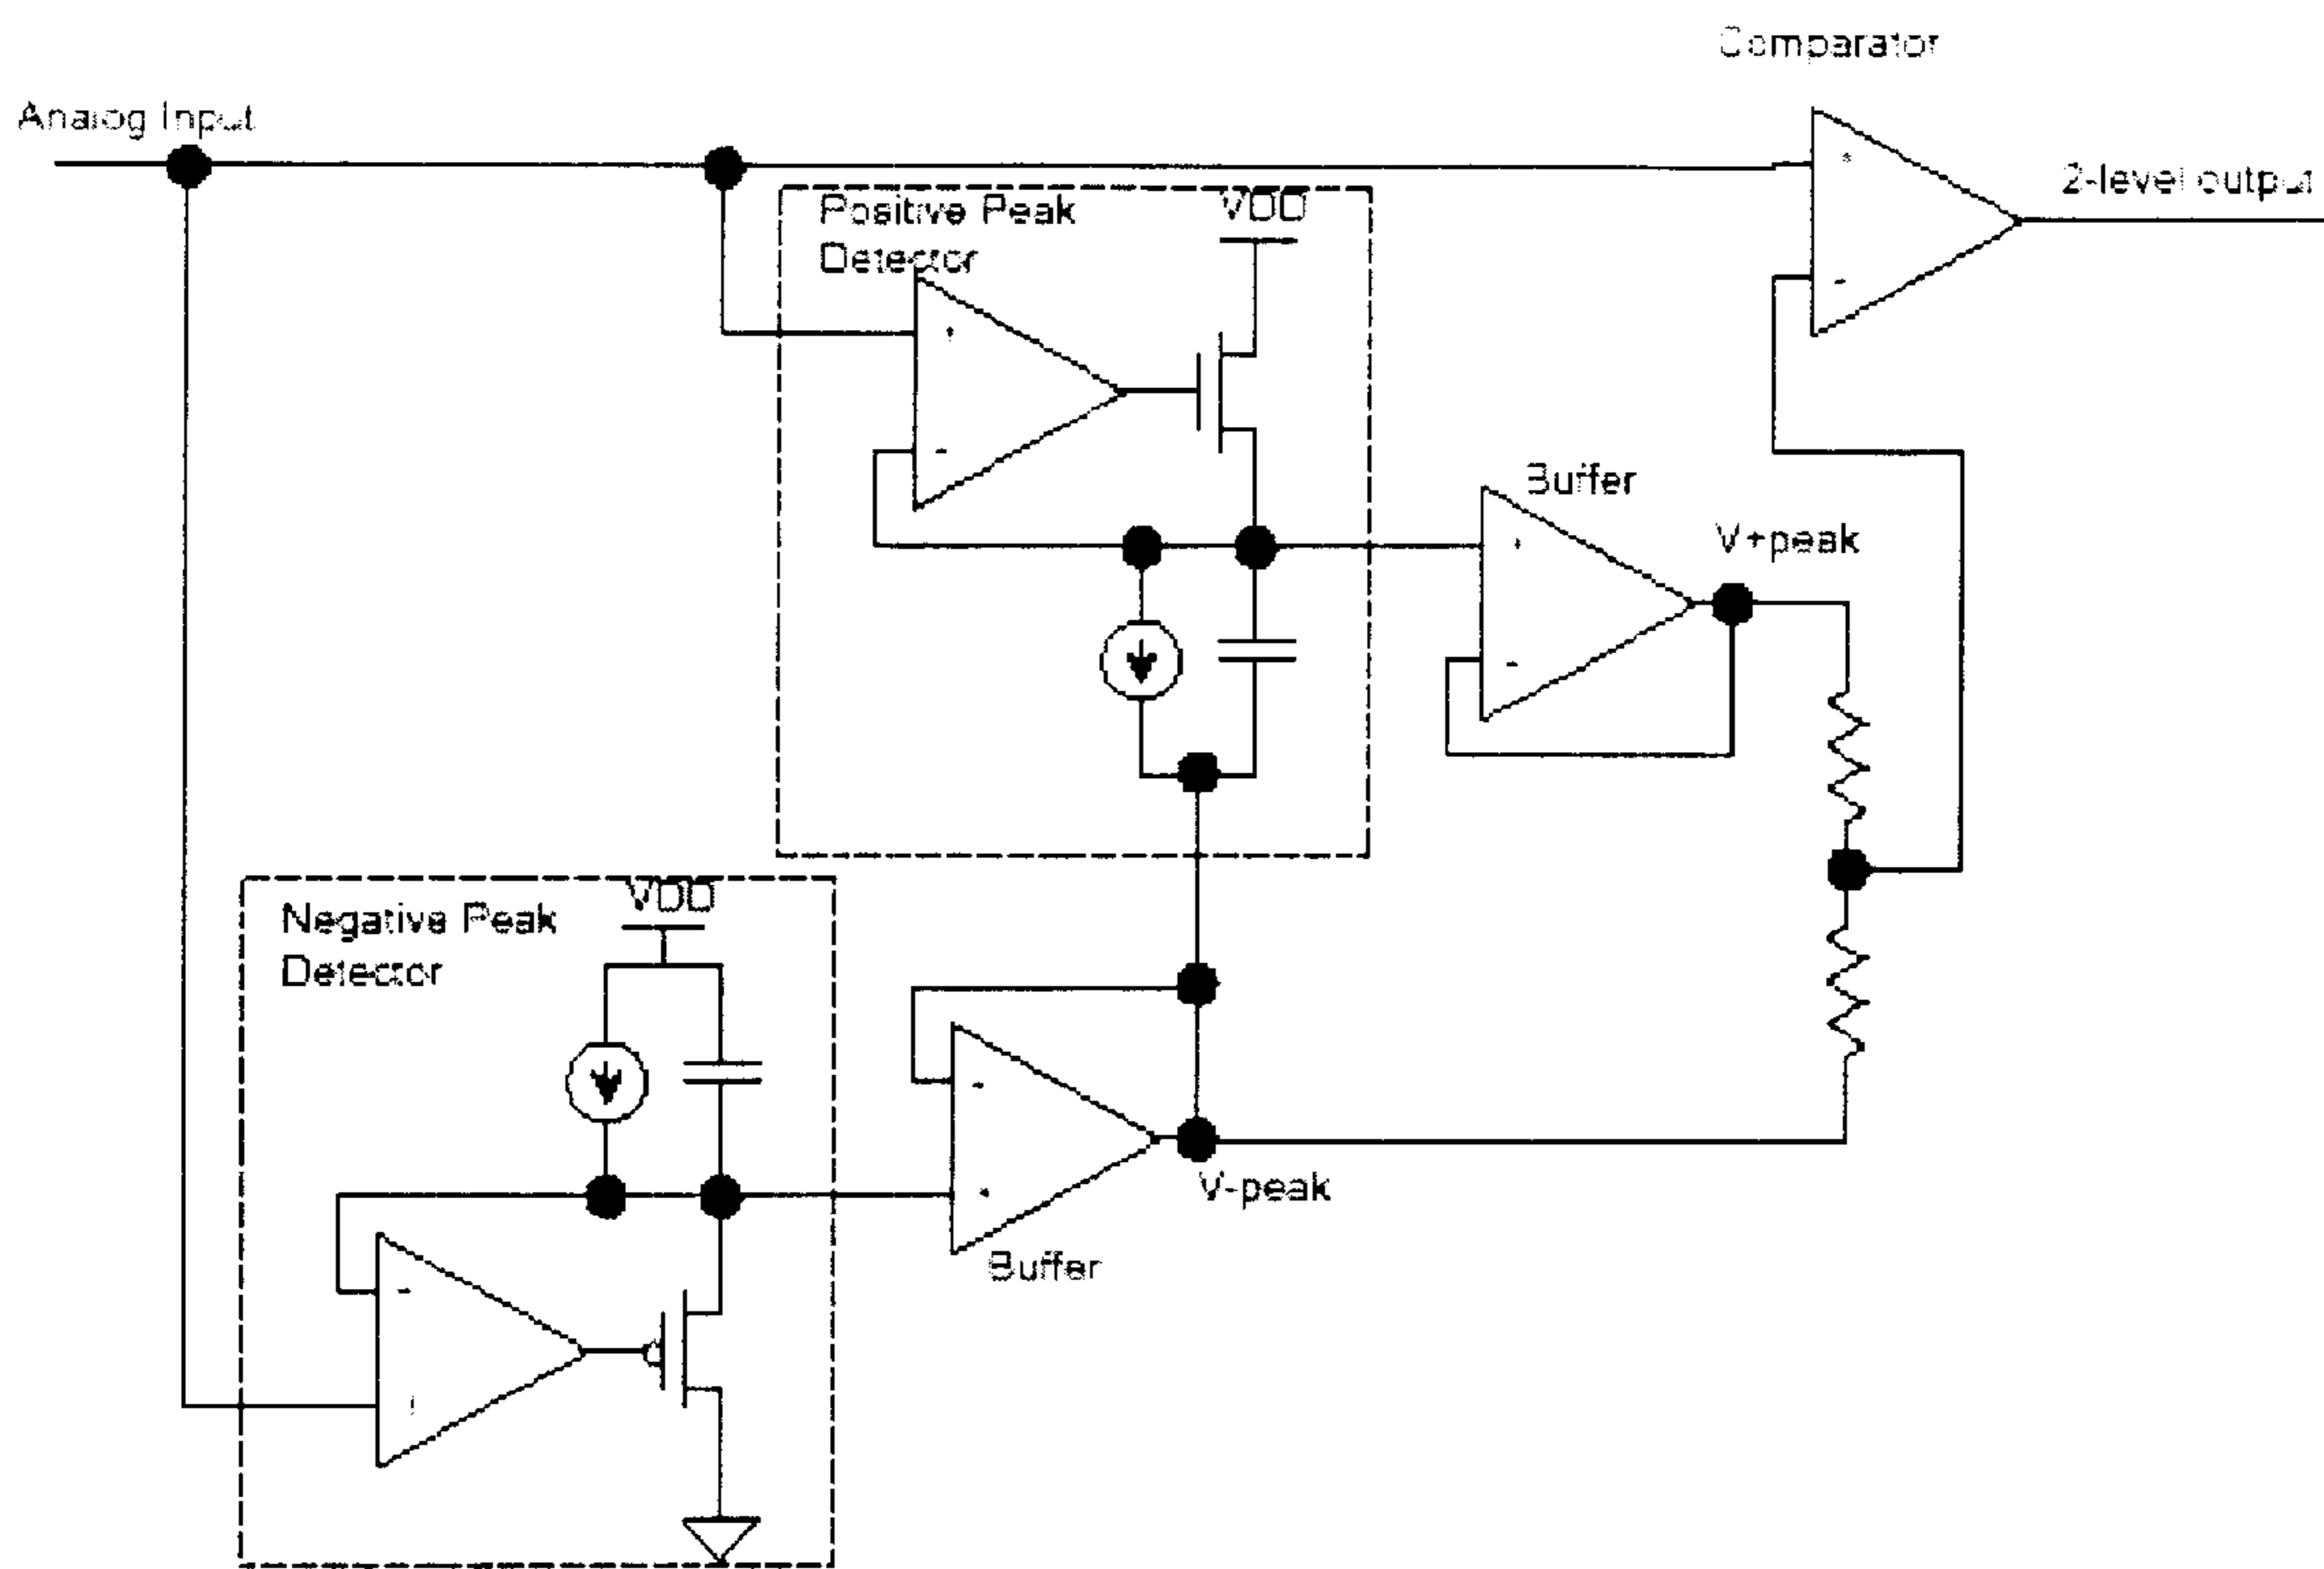 Comparator
Analog Input
2-level output
Positive Peak
Detector
VDD
+
-
+
-
Buffer
V+peak
+
-
Negative Peak
Detector
VDD
-
+
V-peak
Buffer
-